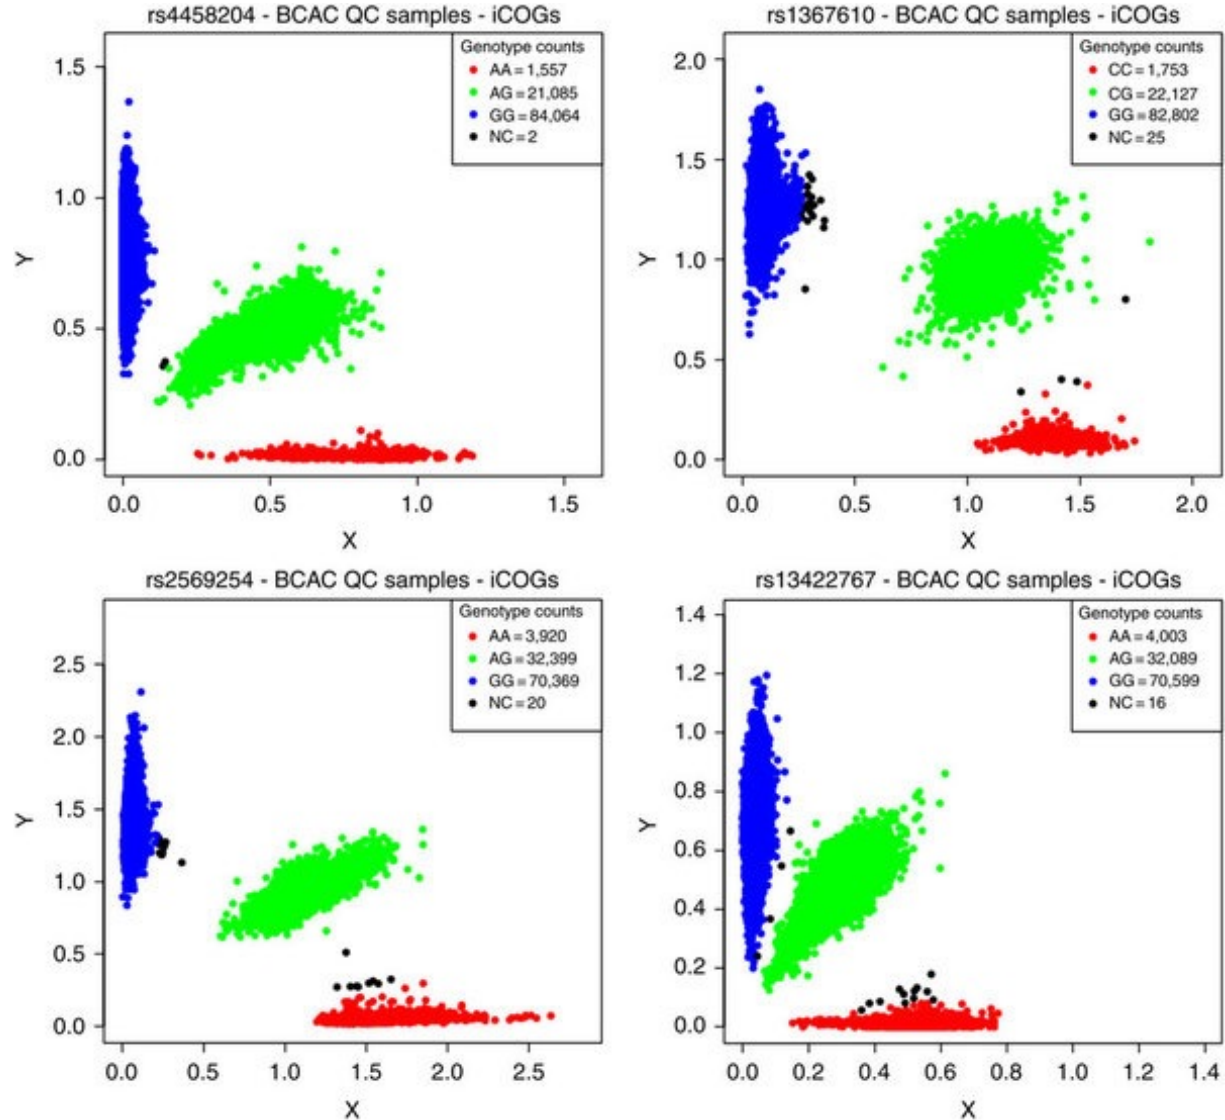 rs4458204 - BCAC QC samples - iCOGs
Genotype counts
AA = 1,557
AG = 21,085
GG = 84,064
NC = 2
1.5
1.0
0.5
0.0
Y
0.0 0.5 1.0 1.5
X
rs1367610 - BCAC QC samples - iCOGs
Genotype counts
CC = 1,753
CG = 22,127
GG = 82,802
NC = 25
2.0
1.5
1.0
0.5
0.0
Y
0.0 0.5 1.0 1.5 2.0
X
rs2569254 - BCAC QC samples - iCOGs
Genotype counts
AA = 3,920
AG = 32,399
GG = 70,369
NC = 20
2.5
2.0
1.5
1.0
0.5
0.0
Y
0.0 0.5 1.0 1.5 2.0 2.5
X
rs13422767 - BCAC QC samples - iCOGs
Genotype counts
AA = 4,003
AG = 32,089
GG = 70,599
NC = 16
1.4
1.2
1.0
0.8
0.6
0.4
0.2
0.0
Y
0.0 0.2 0.4 0.6 0.8 1.0 1.2 1.4
X